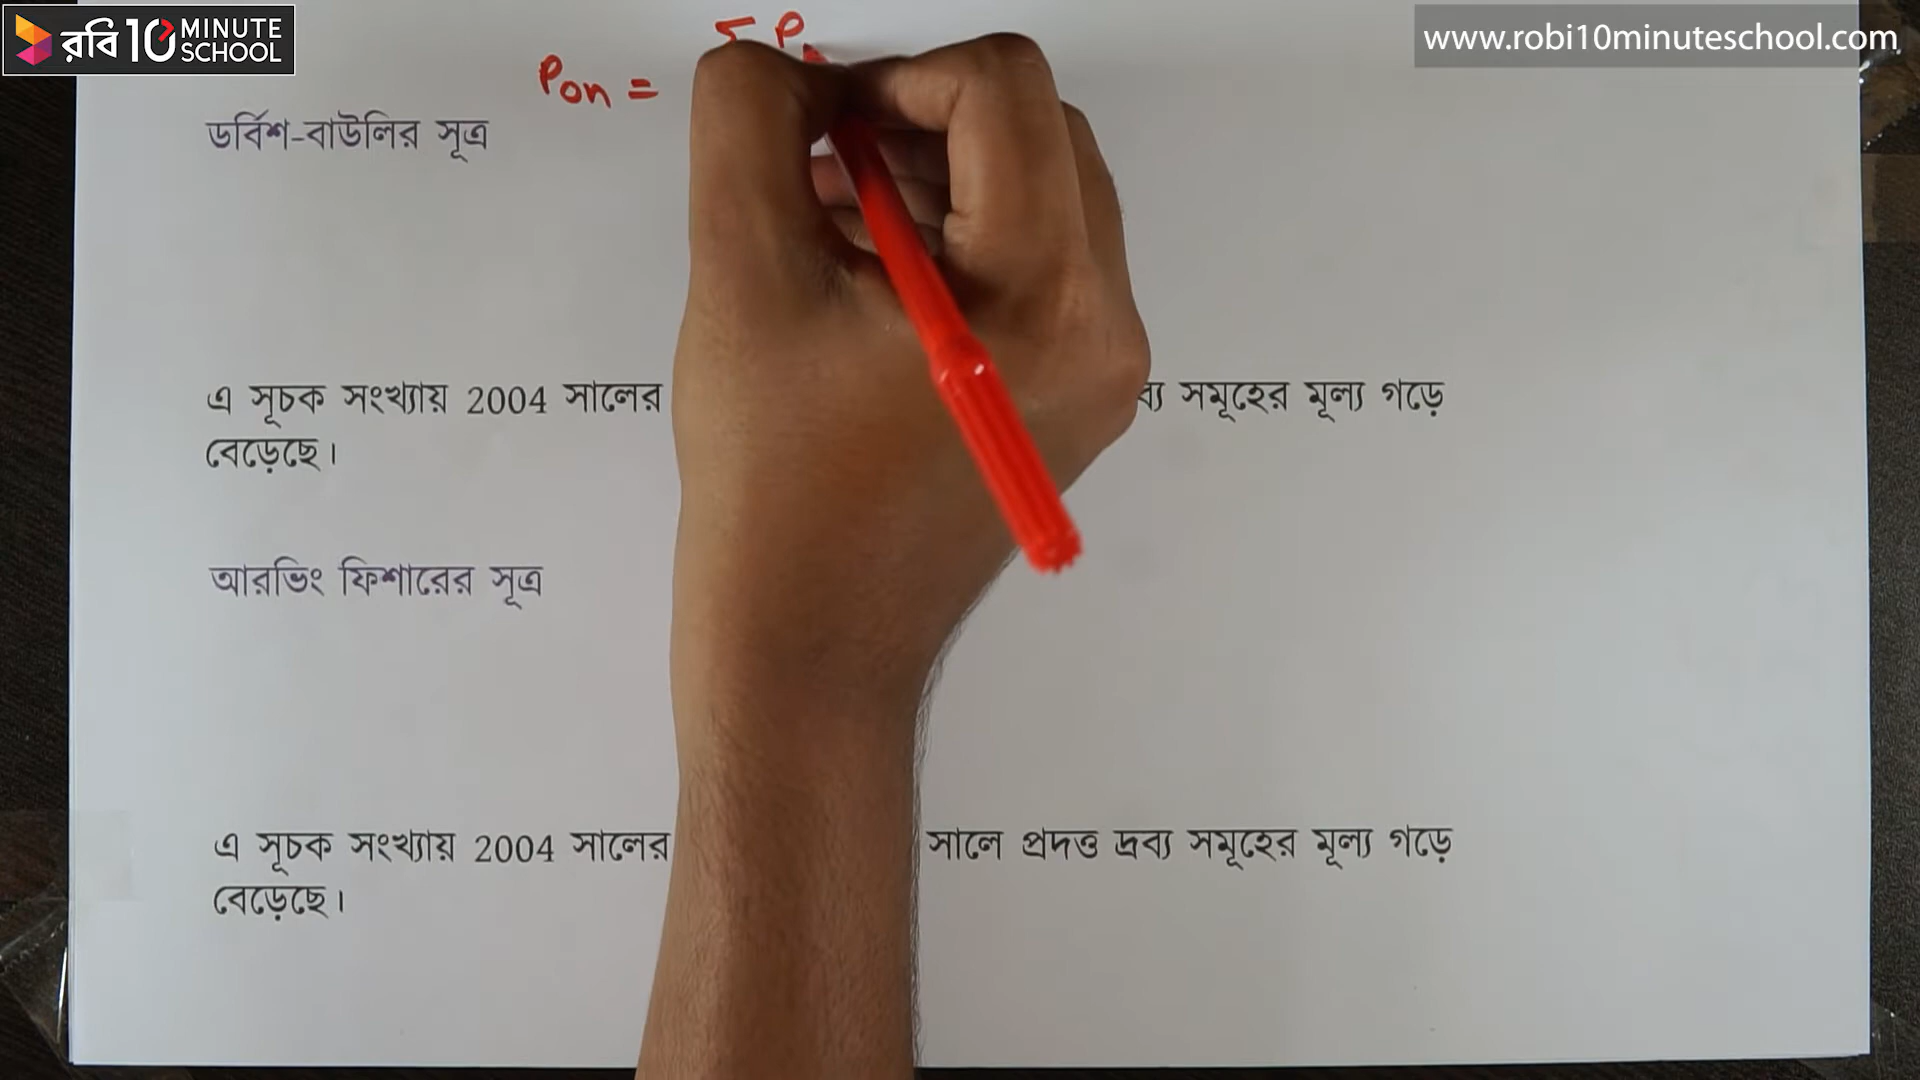 রবি 10 MINUTE SCHOOL
www.robi10minuteschool.com
Σ P
Pon =
ডর্বিশ-বাউলির সূত্র
এ সূচক সংখ্যায় 2004 সালের সমূহের মূল্য গড়ে
বেড়েছে।
আরভিং ফিশারের সূত্র
এ সূচক সংখ্যায় 2004 সালের সালে প্রদত্ত দ্রব্য সমূহের মূল্য গড়ে
বেড়েছে।